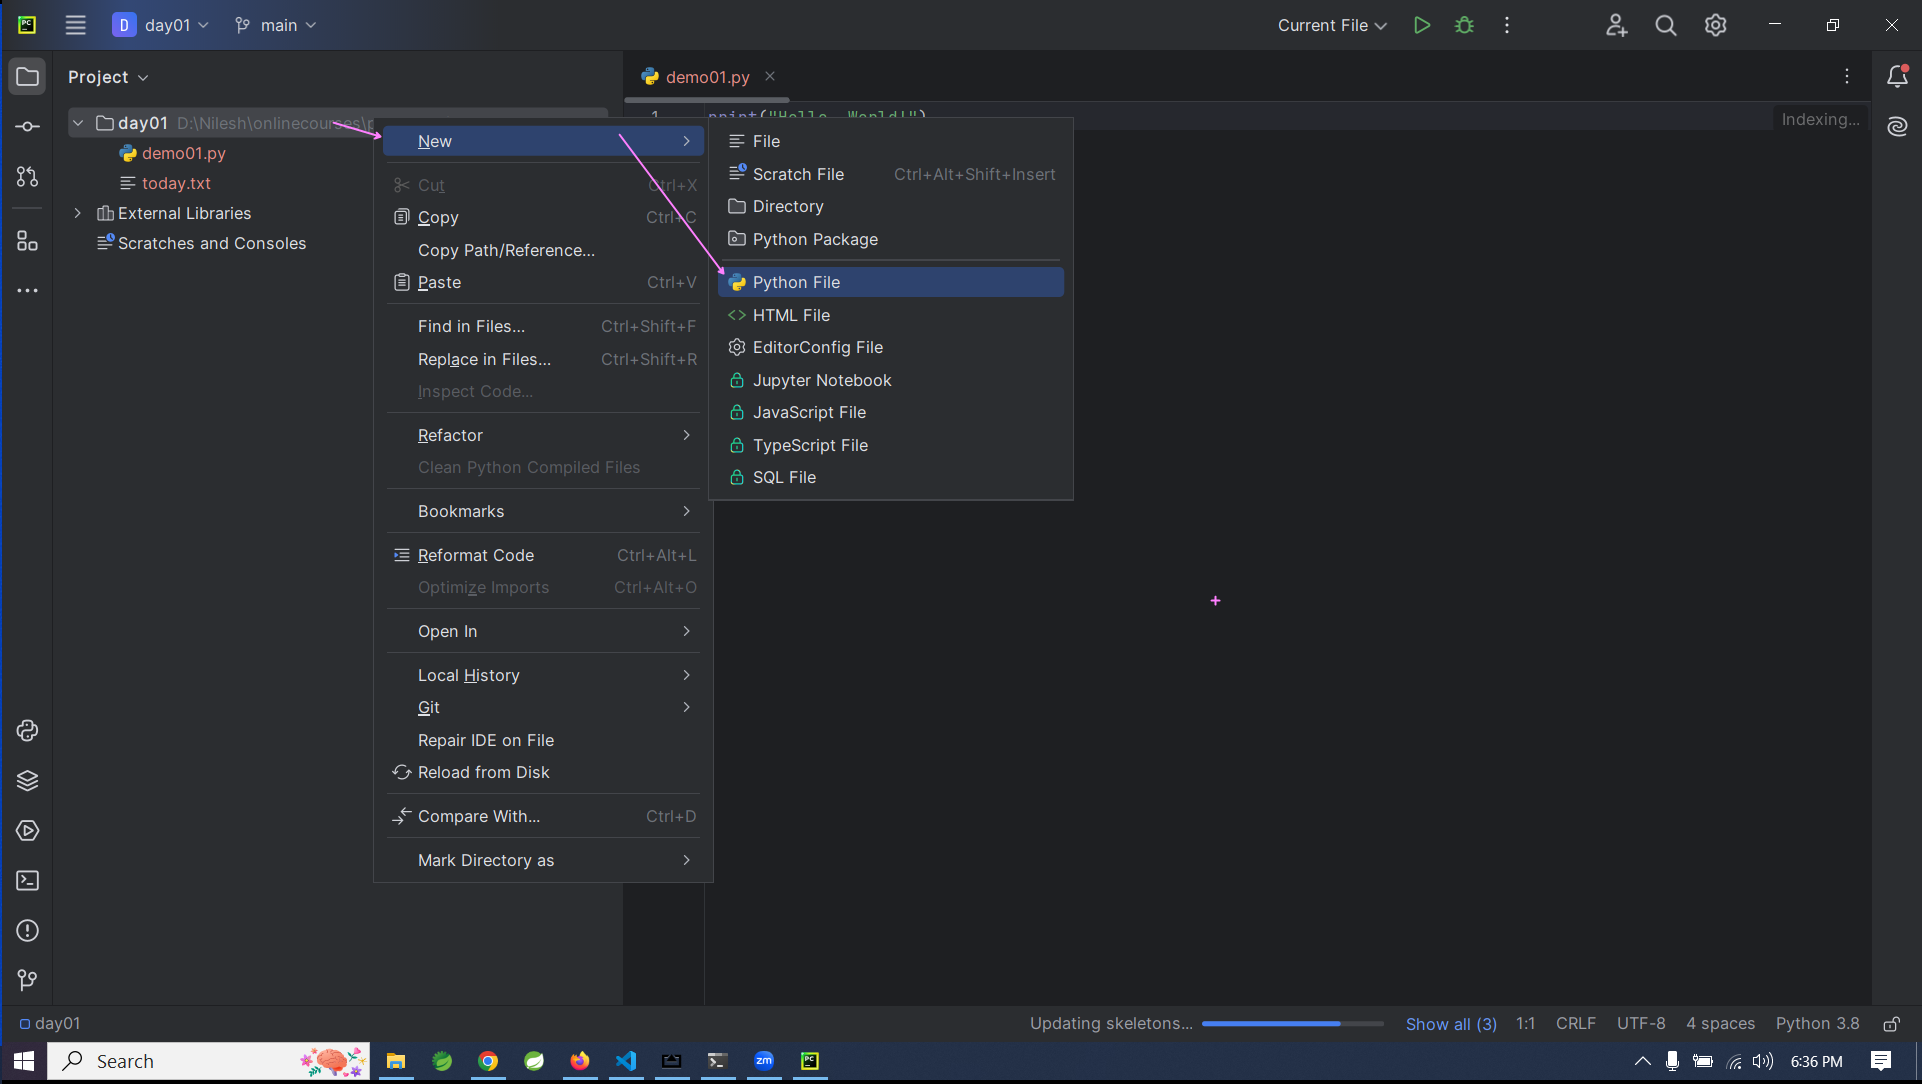 D day01 main Current File
Project
demo01.py
day01 D:\Nilesh\onlinecourses\
1 print("Hello, World!")
Indexing...
demo01.py
today.txt
External Libraries
Scratches and Consoles
New
Cut Ctrl+X
Copy Ctrl+C
Copy Path/Reference...
Paste Ctrl+V
Find in Files... Ctrl+Shift+F
Replace in Files... Ctrl+Shift+R
Inspect Code...
Refactor
Clean Python Compiled Files
Bookmarks
Reformat Code Ctrl+Alt+L
Optimize Imports Ctrl+Alt+O
Open In
Local History
Git
Repair IDE on File
Reload from Disk
Compare With... Ctrl+D
Mark Directory as
File
Scratch File Ctrl+Alt+Shift+Insert
Directory
Python Package
Python File
HTML File
EditorConfig File
Jupyter Notebook
JavaScript File
TypeScript File
SQL File
day01
Updating skeletons... Show all (3) 1:1 CRLF UTF-8 4 spaces Python 3.8
Search
zm
PC
6:36 PM